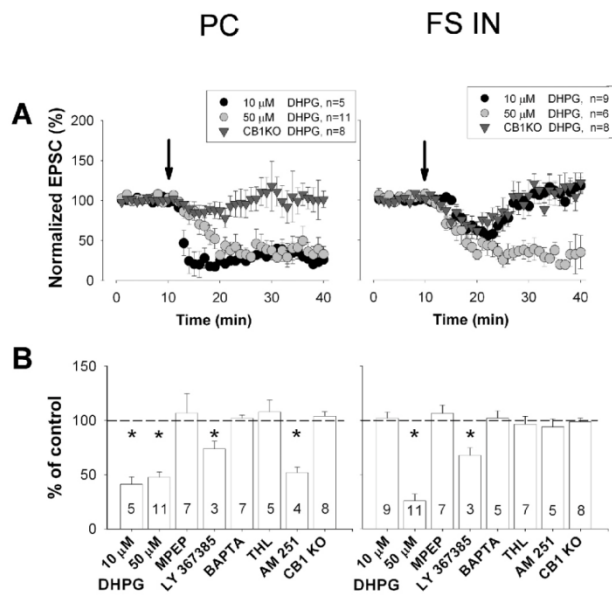 PC
FS IN
A
10 μM DHPG, n=5
50 μM DHPG, n=11
CB1KO DHPG, n=8
10 μM DHPG, n=9
50 μM DHPG, n=6
CB1KO DHPG, n=8
Normalized EPSC (%)
200
150
100
50
0
0 10 20 30 40
0 10 20 30 40
Time (min)
Time (min)
B
% of control
150
100
50
0
* * * *
* *
5 11 7 3 7 5 4 8
9 11 7 3 5 7 5 8
10 μM
50 μM
MPEP
LY 367385
BAPTA
THL
AM 251
CB1 KO
DHPG
10 μM
50 μM
MPEP
LY 367385
BAPTA
THL
AM 251
CB1 KO
DHPG